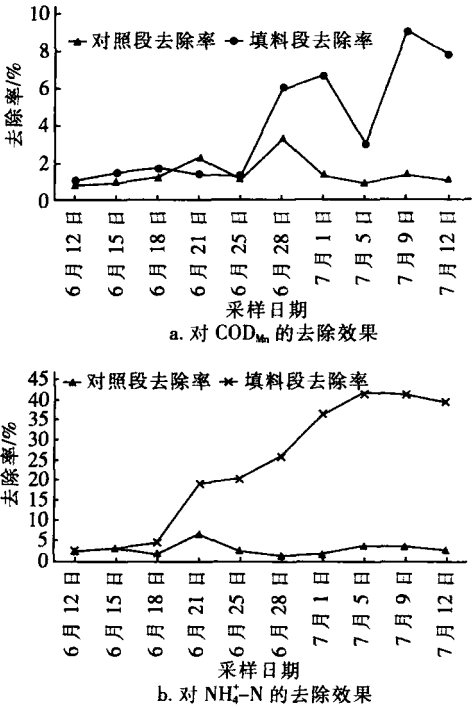 10
对照段去除率 填料段去除率
8
6
4
2
0
去除率/%
6月12日 6月15日 6月18日 6月21日 6月25日 6月28日 7月1日 7月5日 7月9日 7月12日
采样日期
a. 对 CODMn 的去除效果
45
对照段去除率 填料段去除率
40
35
30
25
20
15
10
5
0
去除率/%
6月12日 6月15日 6月18日 6月21日 6月25日 6月28日 7月1日 7月5日 7月9日 7月12日
采样日期
b. 对 NH₄⁺-N 的去除效果